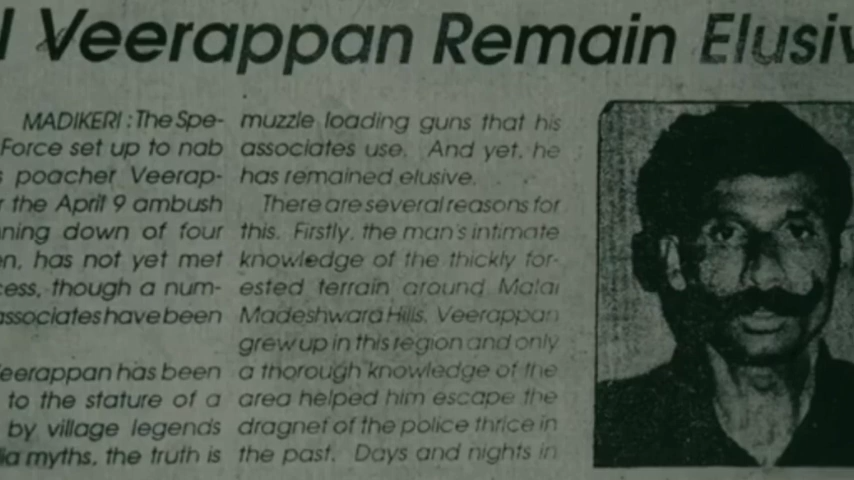 l Veerappan Remain Elusiv
MADIKERI : The Spe-
Force set up to nab
s poacher Veerap-
r the April 9 ambush
ning down of four
en, has not yet met
cess, though a num-
associates have been
Veerappan has been
to the stature of a
by village legends
ia myths, the truth is
muzzle loading guns that his
associates use. And yet, he
has remained elusive.
There are several reasons for
this. Firstly, the man's intimate
knowledge of the thickly for-
ested terrain around Malai
Madeshwara Hills. Veerappan
grew up in this region and only
a thorough knowledge of the
area helped him escape the
dragnet of the police thrice in
the past. Days and nights in